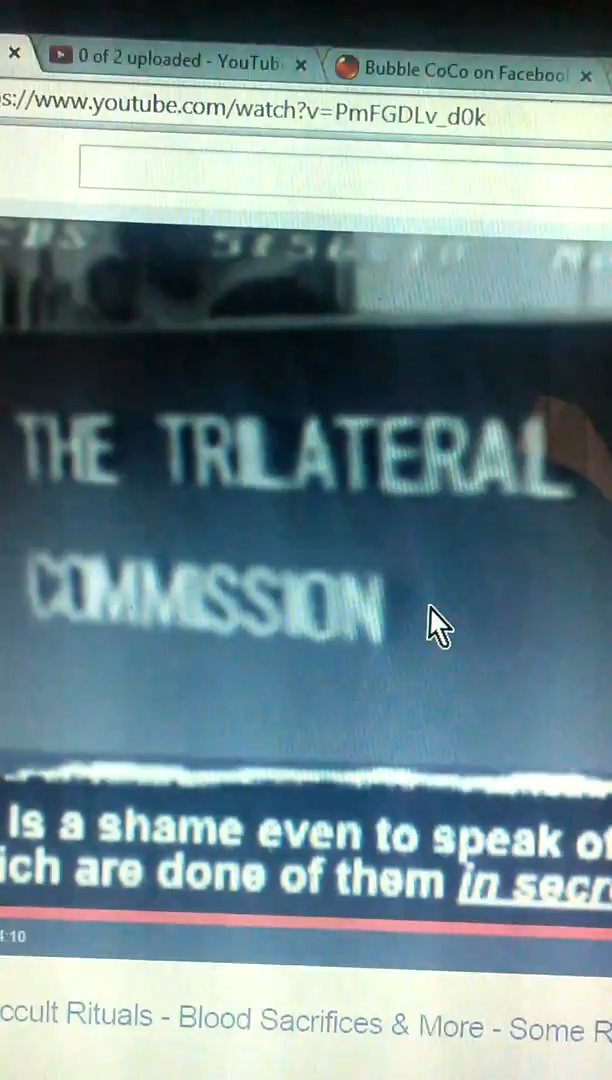 0 of 2 uploaded - YouTub
Bubble CoCo on Facebool
s://www.youtube.com/watch?v=PmFGDLv_d0k
THE TRILATERAL
COMMISSION
Is a shame even to speak of
ich are done of them in secr
4:10
ccult Rituals - Blood Sacrifices & More - Some R